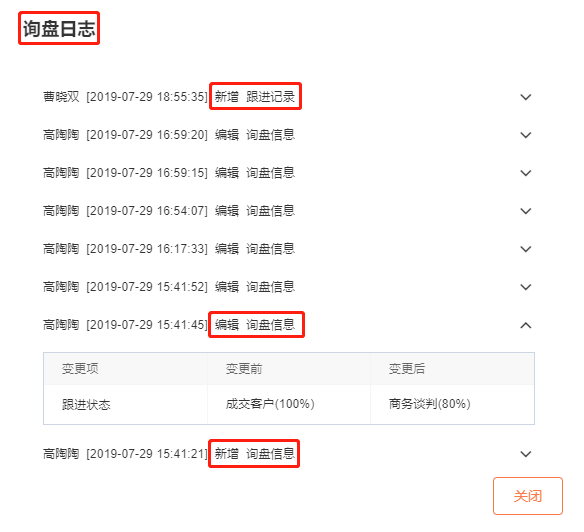 询盘日志
曹晓双 [2019-07-29 18:55:35] 新增 跟进记录
高陶陶 [2019-07-29 16:59:20] 编辑 询盘信息
高陶陶 [2019-07-29 16:59:15] 编辑 询盘信息
高陶陶 [2019-07-29 16:54:07] 编辑 询盘信息
高陶陶 [2019-07-29 16:17:33] 编辑 询盘信息
高陶陶 [2019-07-29 15:41:52] 编辑 询盘信息
高陶陶 [2019-07-29 15:41:45] 编辑 询盘信息
变更项 变更前 变更后
跟进状态 成交客户(100%) 商务谈判(80%)
高陶陶 [2019-07-29 15:41:21] 新增 询盘信息
关闭